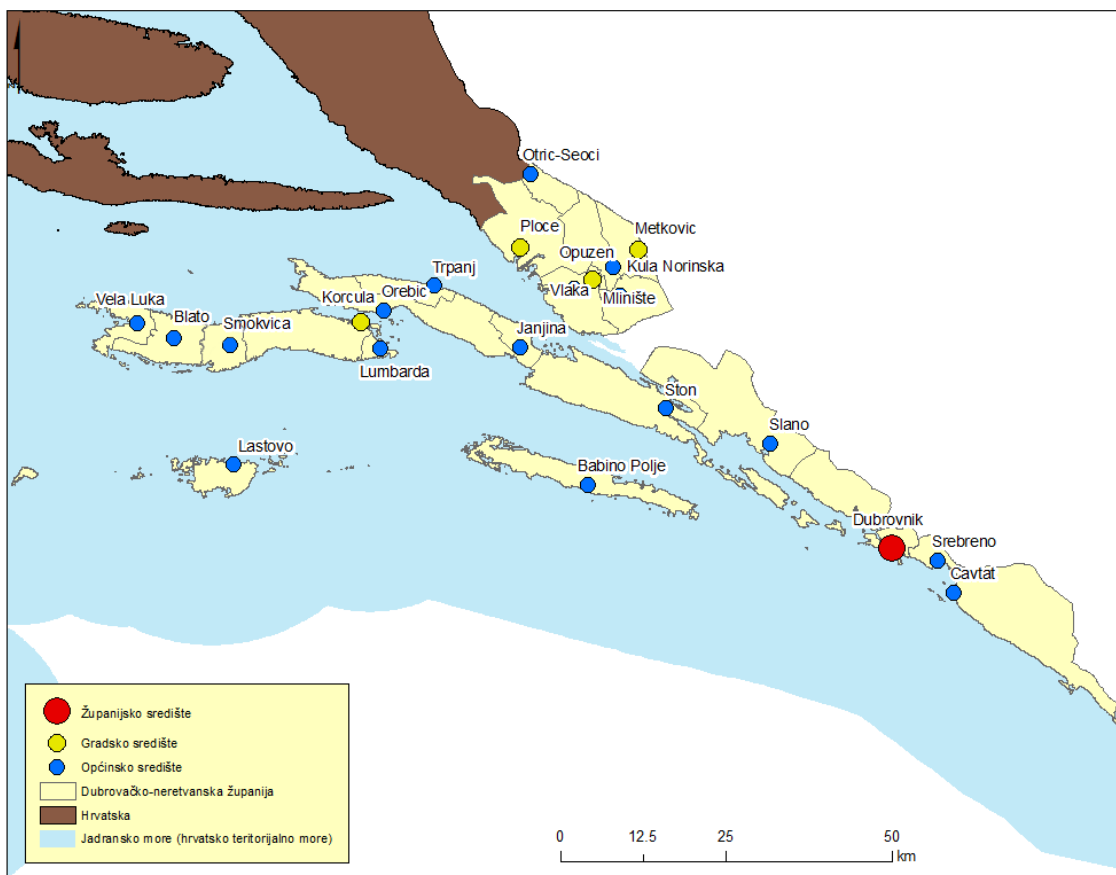 Otric-Seoci
Ploce
Metkovic
Opuzen
Kula Norinska
Trpanj
Vlaka
Mlinište
Vela Luka
Korcula
Orebic
Blato
Smokvica
Janjina
Lumbarda
Ston
Slano
Lastovo
Babino Polje
Dubrovnik
Srebreno
Cavtat
Županijsko središte
Gradsko središte
Općinsko središte
Dubrovačko-neretvanska županija
Hrvatska
Jadransko more (hrvatsko teritorijalno more)
0 12.5 25 50
km